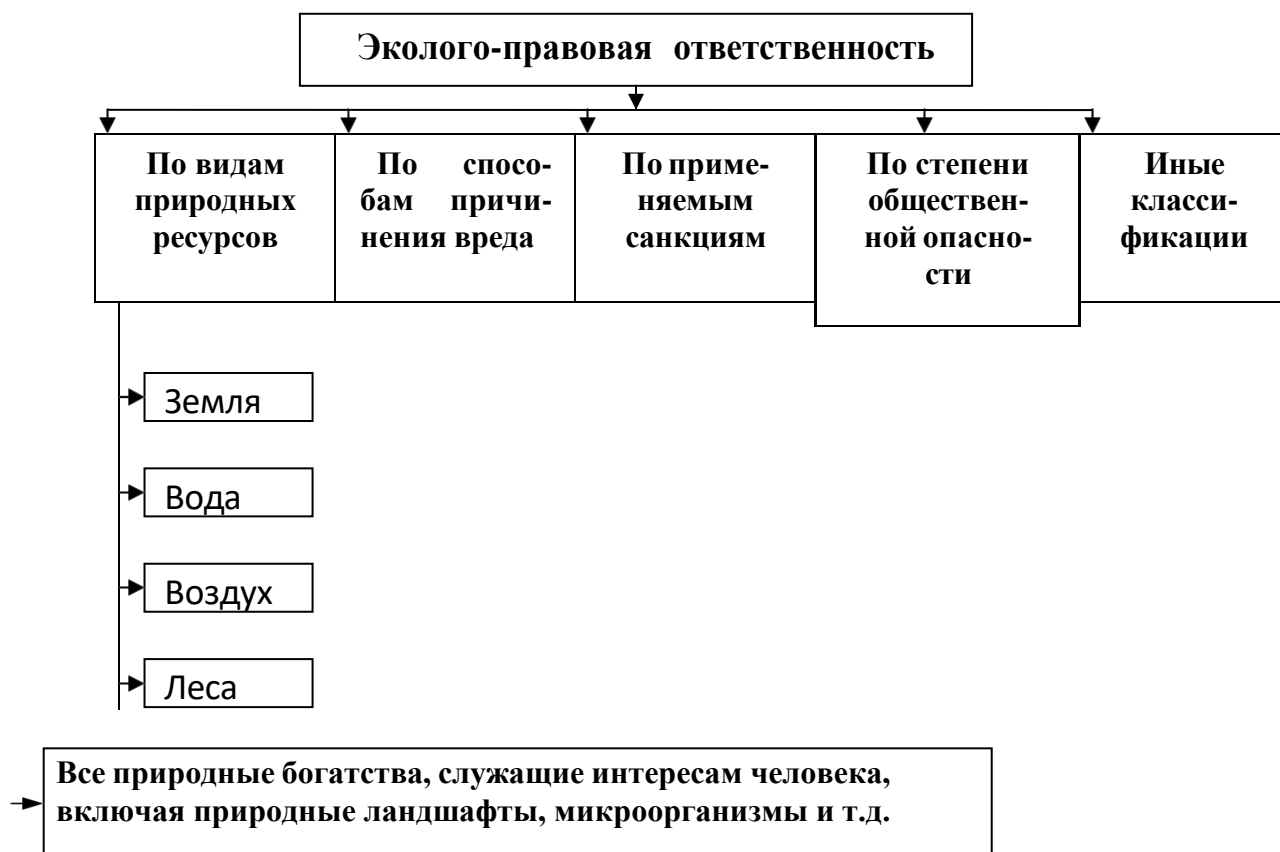 Эколого-правовая ответственность
По видам
природных
ресурсов
По спосо-
бам причи-
нения вреда
По приме-
няемым
санкциям
По степени
обществен-
ной опасно-
сти
Иные
класси-
фикации
Земля
Вода
Воздух
Леса
Все природные богатства, служащие интересам человека,
включая природные ландшафты, микроорганизмы и т.д.